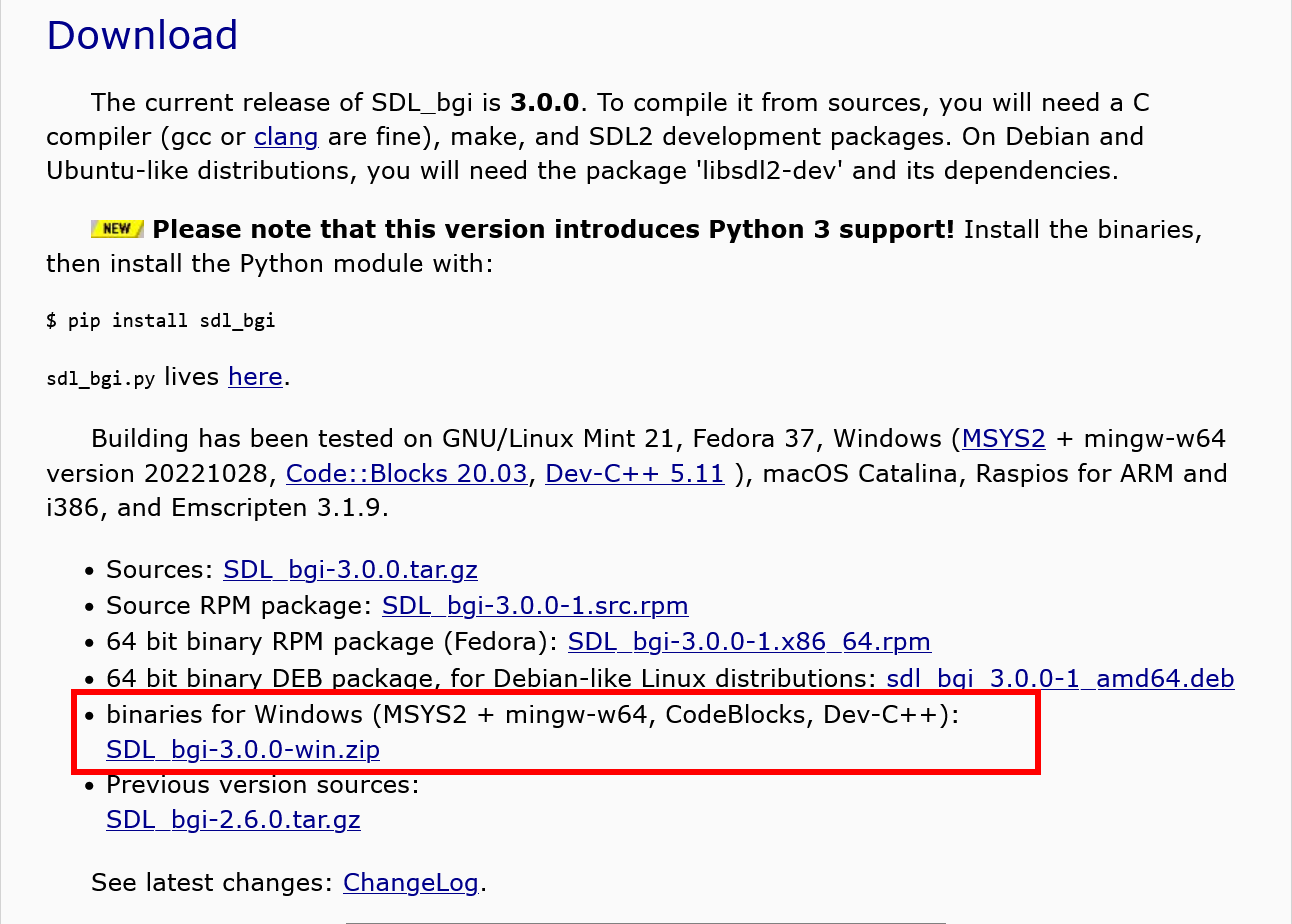 Download
The current release of SDL_bgi is 3.0.0. To compile it from sources, you will need a C
compiler (gcc or clang are fine), make, and SDL2 development packages. On Debian and
Ubuntu-like distributions, you will need the package 'libsdl2-dev' and its dependencies.
NEW Please note that this version introduces Python 3 support! Install the binaries,
then install the Python module with:
$ pip install sdl_bgi
sdl_bgi.py lives here.
Building has been tested on GNU/Linux Mint 21, Fedora 37, Windows (MSYS2 + mingw-w64
version 20221028, Code::Blocks 20.03, Dev-C++ 5.11 ), macOS Catalina, Raspios for ARM and
i386, and Emscripten 3.1.9.
• Sources: SDL_bgi-3.0.0.tar.gz
• Source RPM package: SDL_bgi-3.0.0-1.src.rpm
• 64 bit binary RPM package (Fedora): SDL_bgi-3.0.0-1.x86_64.rpm
• 64 bit binary DEB package, for Debian-like Linux distributions: sdl_bgi_3.0.0-1_amd64.deb
• binaries for Windows (MSYS2 + mingw-w64, CodeBlocks, Dev-C++):
SDL_bgi-3.0.0-win.zip
• Previous version sources:
SDL_bgi-2.6.0.tar.gz
See latest changes: ChangeLog.